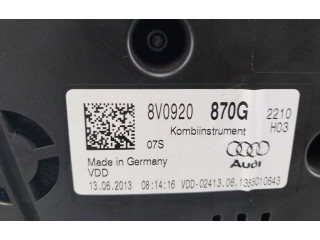 8V0920 870G 2210
Kombiinstrument H03
07S
Audi
Made in Germany
VDD
13.06.2013 08:14:16 VDD-02413.06.1386010643